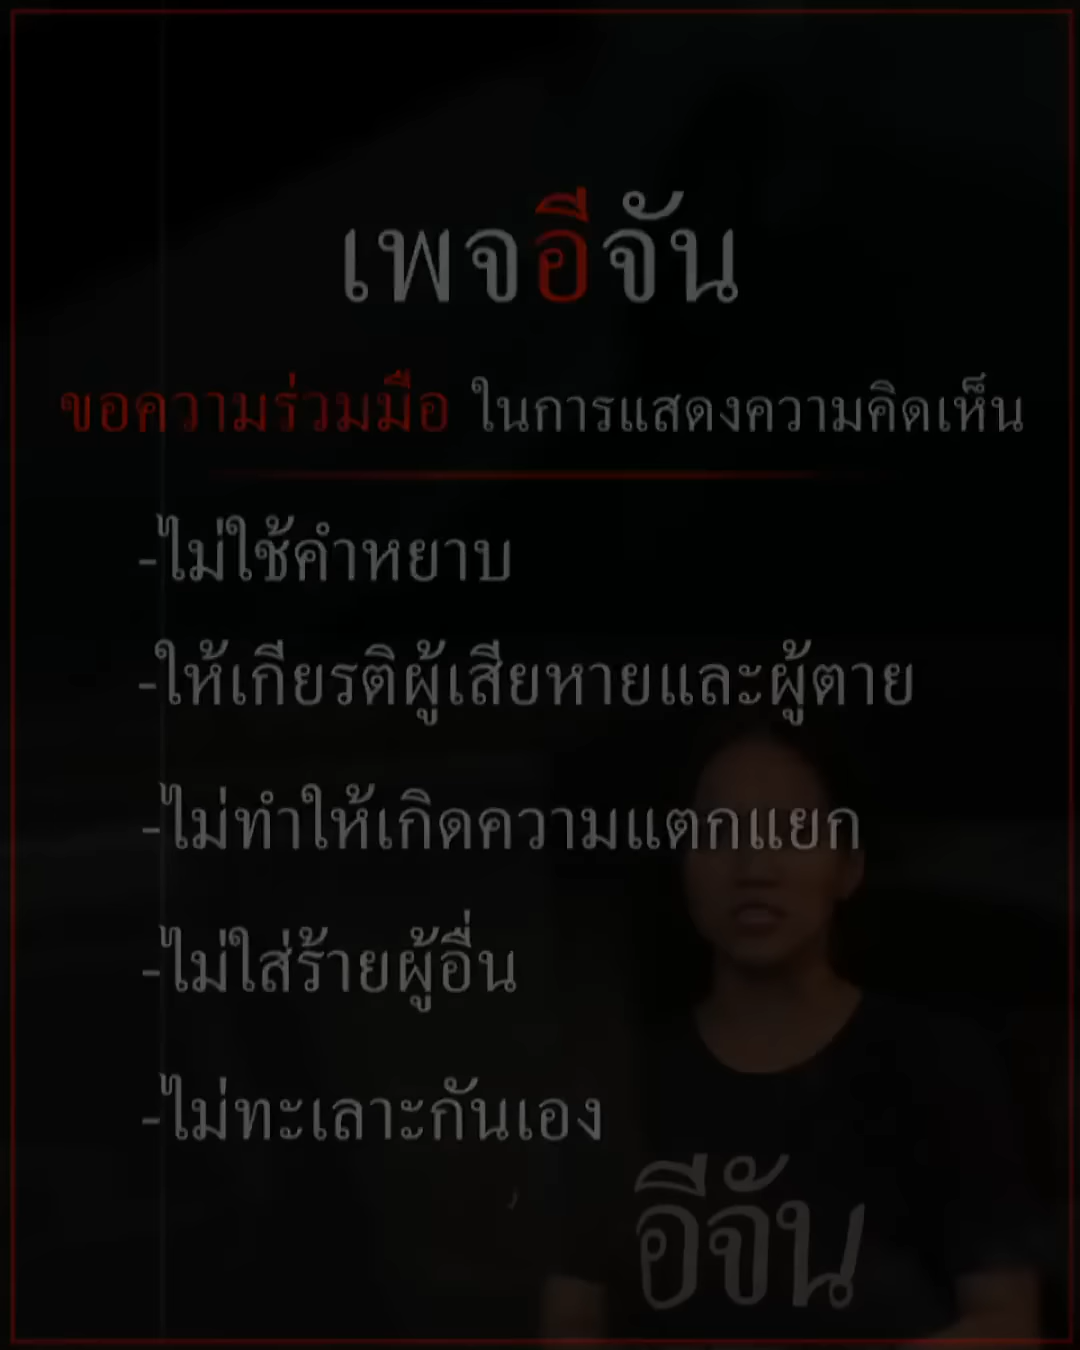 เพจอีจัน
ขอความร่วมมือ ในการแสดงความคิดเห็น
-ไม่ใช้คำหยาบ
-ให้เกียรติผู้เสียหายและผู้ตาย
-ไม่ทำให้เกิดความแตกแยก
-ไม่ใส่ร้ายผู้อื่น
-ไม่ทะเลาะกันเอง
อีจัน